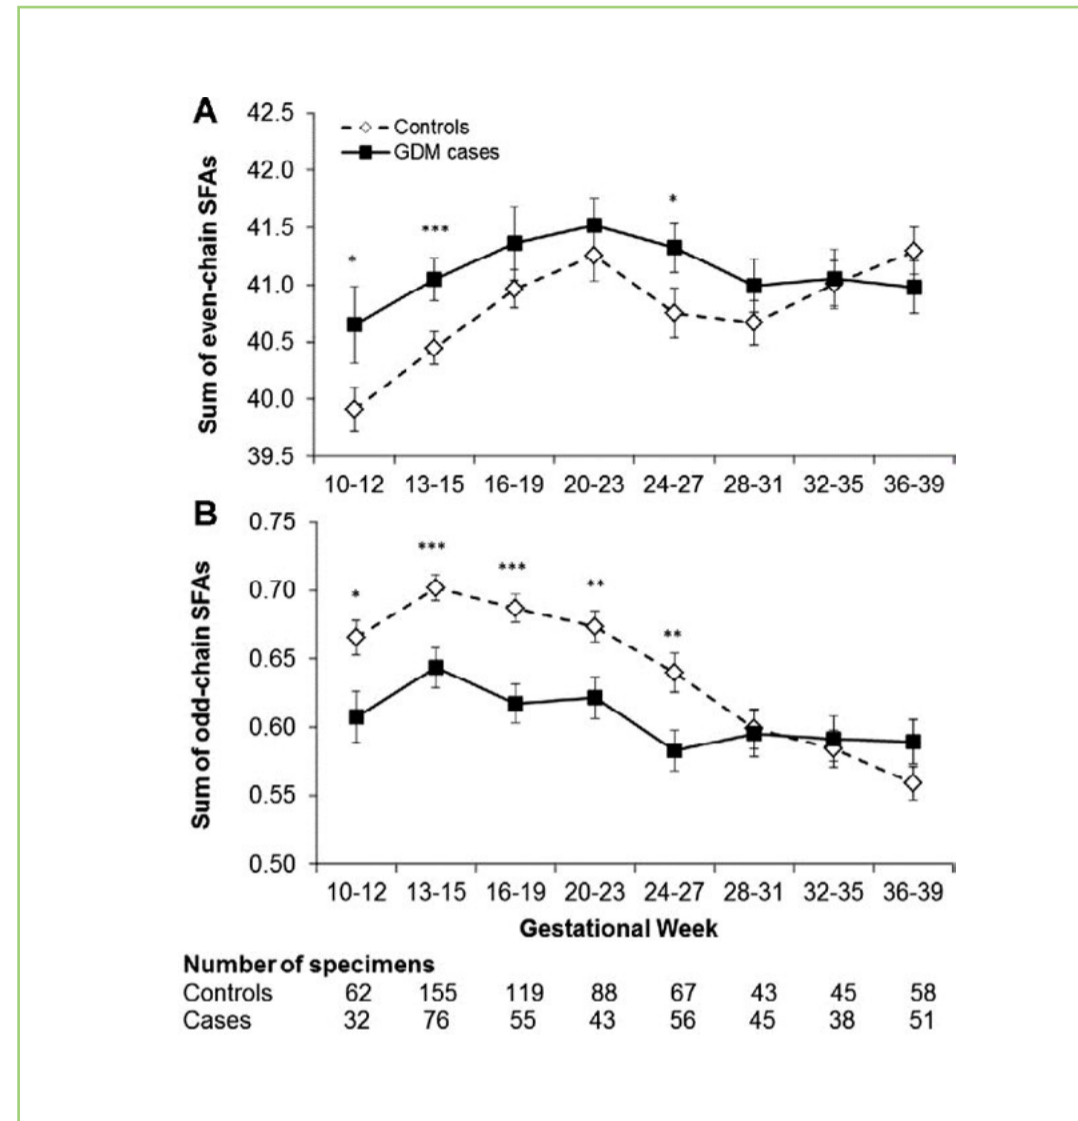 A
42.5
42.0
41.5
41.0
40.5
40.0
39.5
Sum of even-chain SFAs
Controls
GDM cases
*
***
*
10-12 13-15 16-19 20-23 24-27 28-31 32-35 36-39
B
0.75
0.70
0.65
0.60
0.55
0.50
Sum of odd-chain SFAs
*
***
***
**
**
10-12 13-15 16-19 20-23 24-27 28-31 32-35 36-39
Gestational Week
Number of specimens
Controls 62 155 119 88 67 43 45 58
Cases 32 76 55 43 56 45 38 51